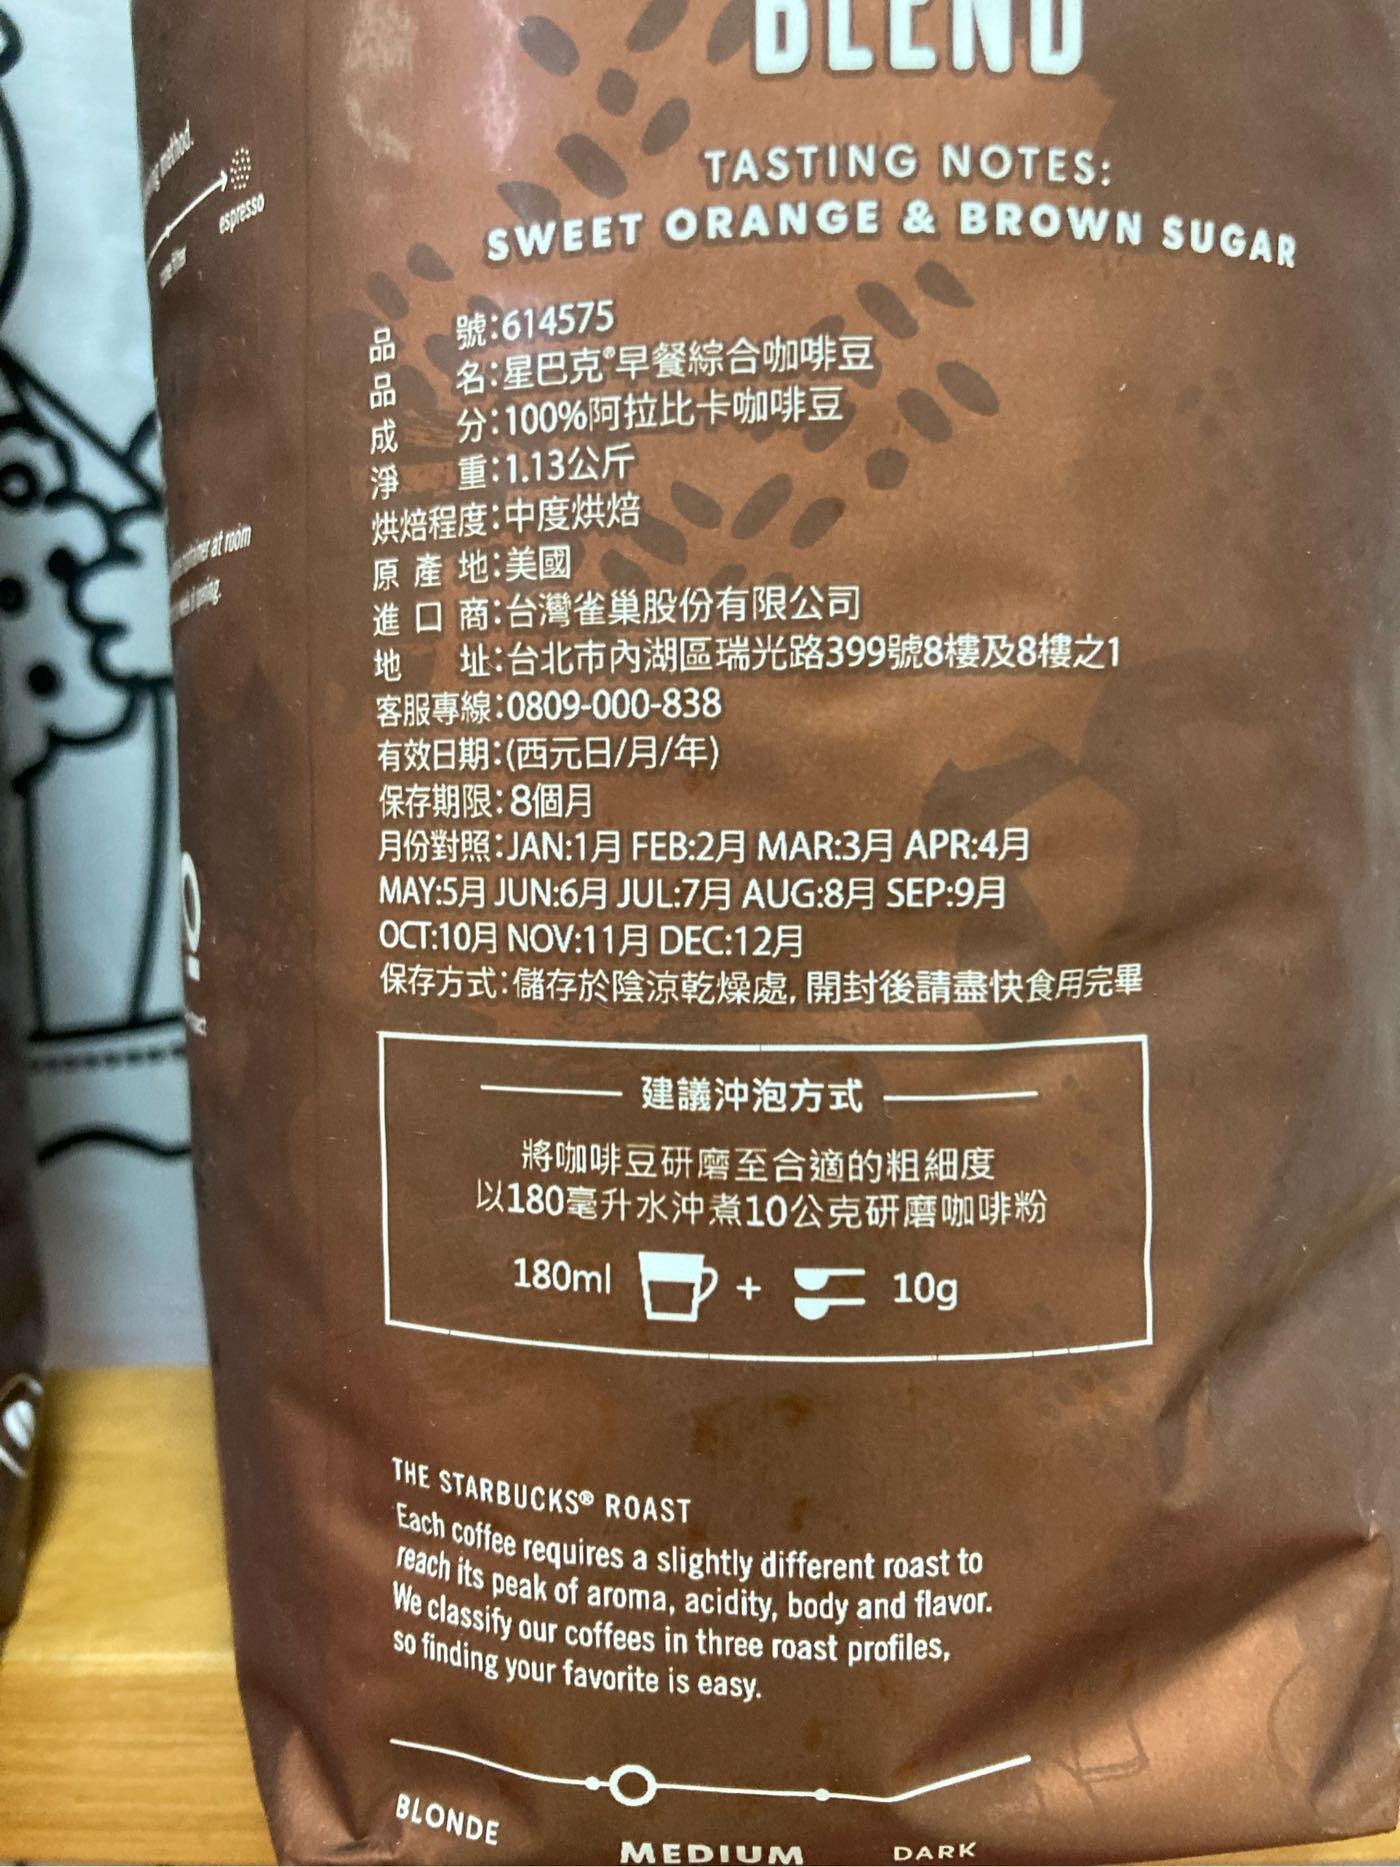 BLEND
TASTING NOTES:
SWEET ORANGE & BROWN SUGAR
method.
espresso
品 號:614575
品 名:星巴克®早餐綜合咖啡豆
成 分:100%阿拉比卡咖啡豆
淨 重:1.13公斤
烘焙程度:中度烘焙
原 產 地:美國
進 口 商:台灣雀巢股份有限公司
地 址:台北市內湖區瑞光路399號8樓及8樓之1
客服專線:0809-000-838
有效日期:(西元日/月/年)
保存期限:8個月
月份對照:JAN:1月 FEB:2月 MAR:3月 APR:4月
MAY:5月 JUN:6月 JUL:7月 AUG:8月 SEP:9月
OCT:10月 NOV:11月 DEC:12月
保存方式:儲存於陰涼乾燥處, 開封後請盡快食用完畢
at room
建議沖泡方式
將咖啡豆研磨至合適的粗細度
以180毫升水沖煮10公克研磨咖啡粉
180ml + 10g
THE STARBUCKS® ROAST
Each coffee requires a slightly different roast to
reach its peak of aroma, acidity, body and flavor.
We classify our coffees in three roast profiles,
so finding your favorite is easy.
BLONDE
MEDIUM
DARK